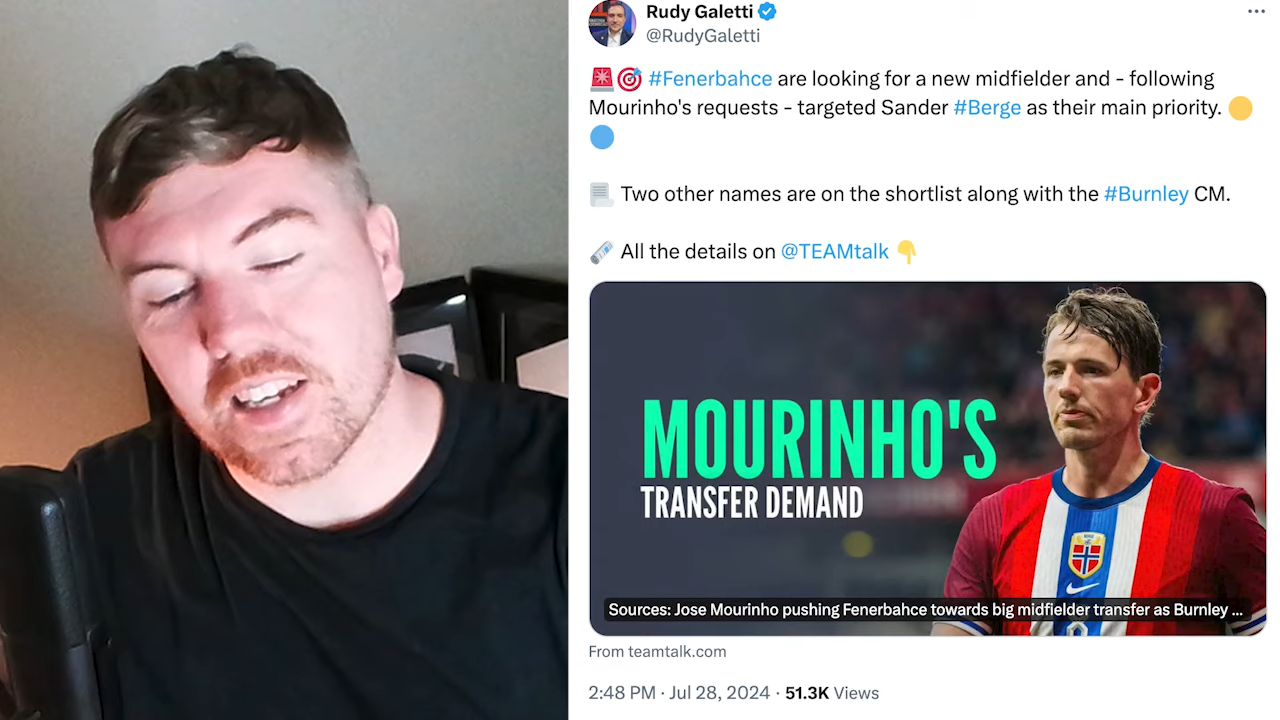 Rudy Galetti
@RudyGaletti
🚨🎯 #Fenerbahce are looking for a new midfielder and - following
Mourinho's requests - targeted Sander #Berge as their main priority. 🟡
🔵
📃 Two other names are on the shortlist along with the #Burnley CM.
🗞️ All the details on @TEAMtalk 👇
MOURINHO'S
TRANSFER DEMAND
Sources: Jose Mourinho pushing Fenerbahce towards big midfielder transfer as Burnley ...
From teamtalk.com
2:48 PM · Jul 28, 2024 · 51.3K Views